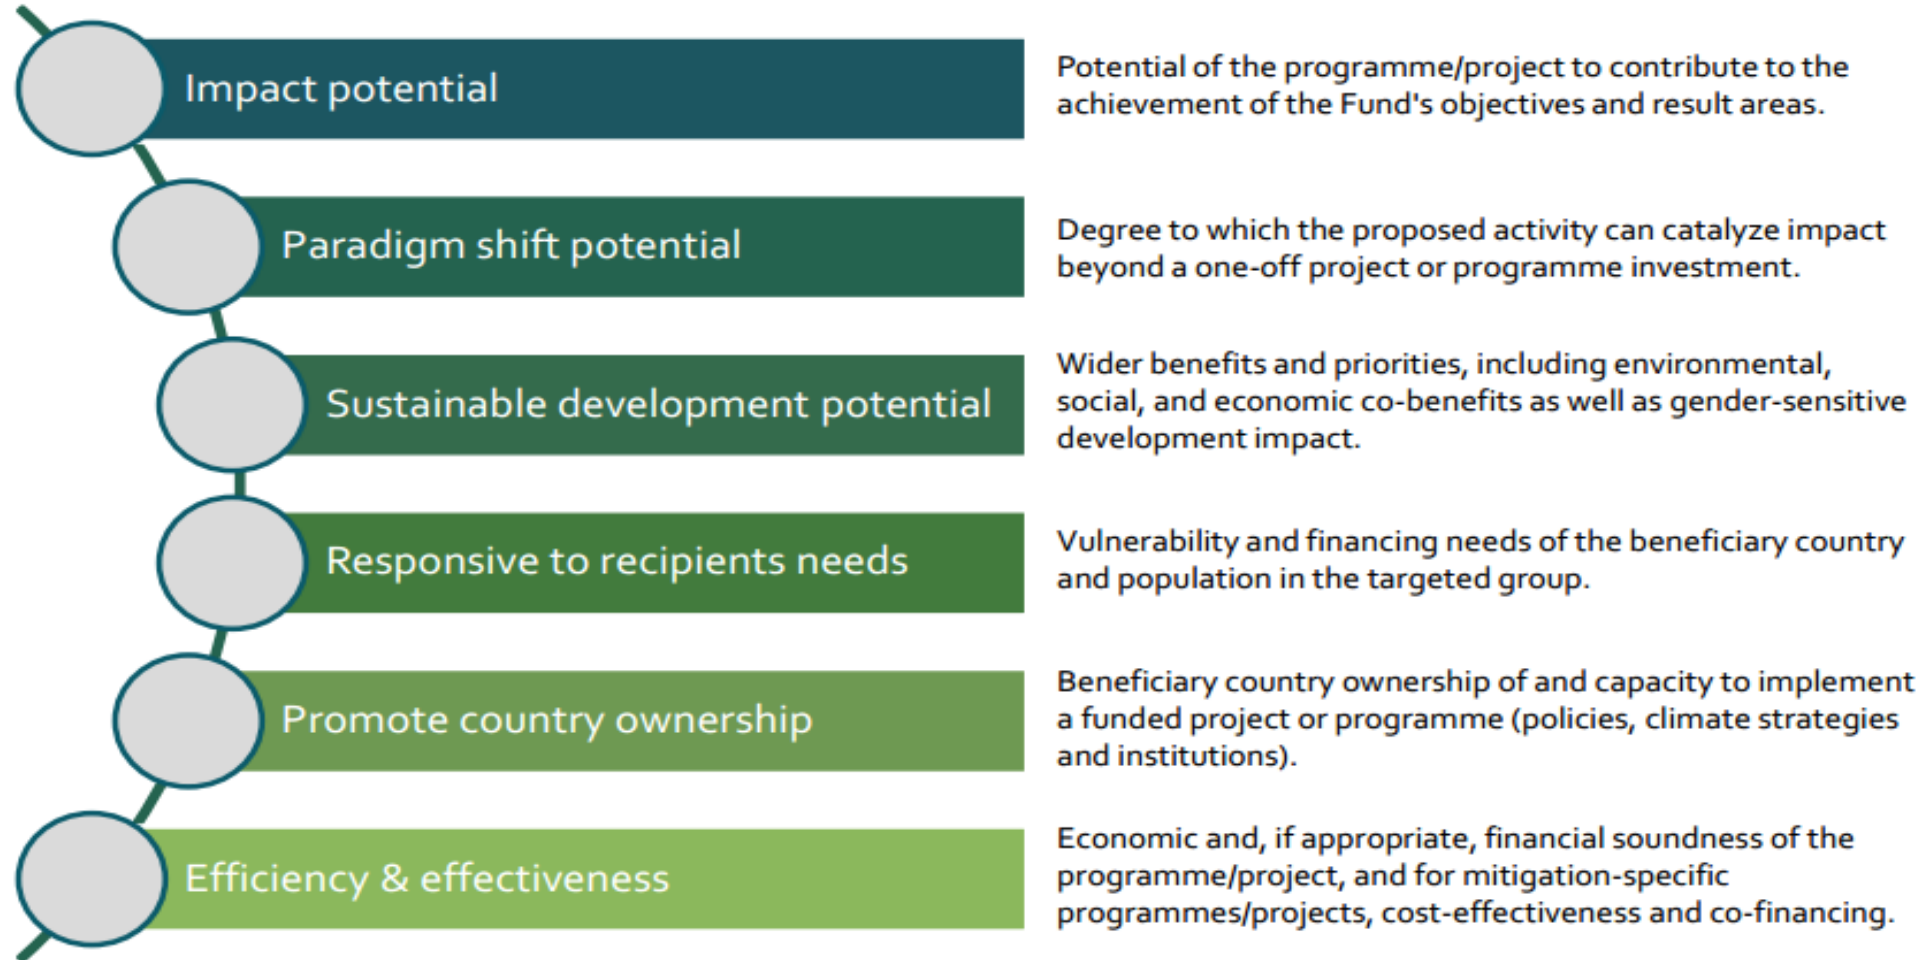 Impact potential
Potential of the programme/project to contribute to the
achievement of the Fund's objectives and result areas.
Paradigm shift potential
Degree to which the proposed activity can catalyze impact
beyond a one-off project or programme investment.
Sustainable development potential
Wider benefits and priorities, including environmental,
social, and economic co-benefits as well as gender-sensitive
development impact.
Responsive to recipients needs
Vulnerability and financing needs of the beneficiary country
and population in the targeted group.
Promote country ownership
Beneficiary country ownership of and capacity to implement
a funded project or programme (policies, climate strategies
and institutions).
Efficiency & effectiveness
Economic and, if appropriate, financial soundness of the
programme/project, and for mitigation-specific
programmes/projects, cost-effectiveness and co-financing.